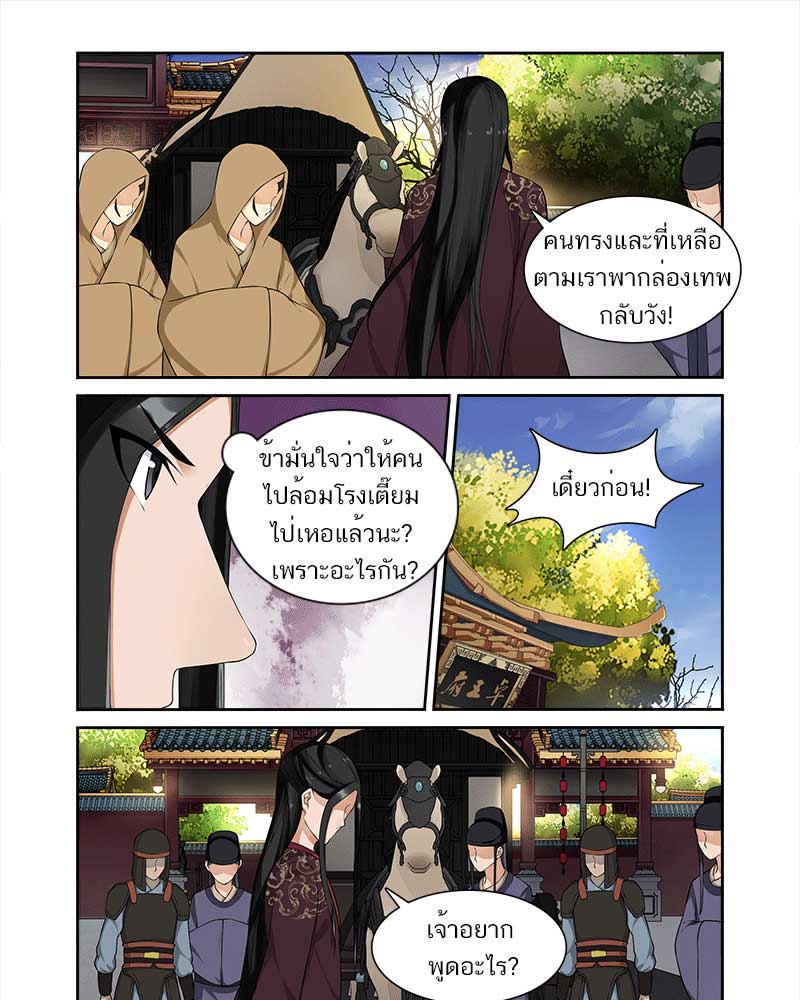 คนทรงและที่เหลือ
ตามเราพากล่องเทพ
กลับวัง!
ข้ามั่นใจว่าให้คน
ไปล้อมโรงเตี๊ยม
ไป่เหอแล้วนะ?
เพราะอะไรกัน?
เดี๋ยวก่อน!
卓王府
เจ้าอยาก
พูดอะไร?